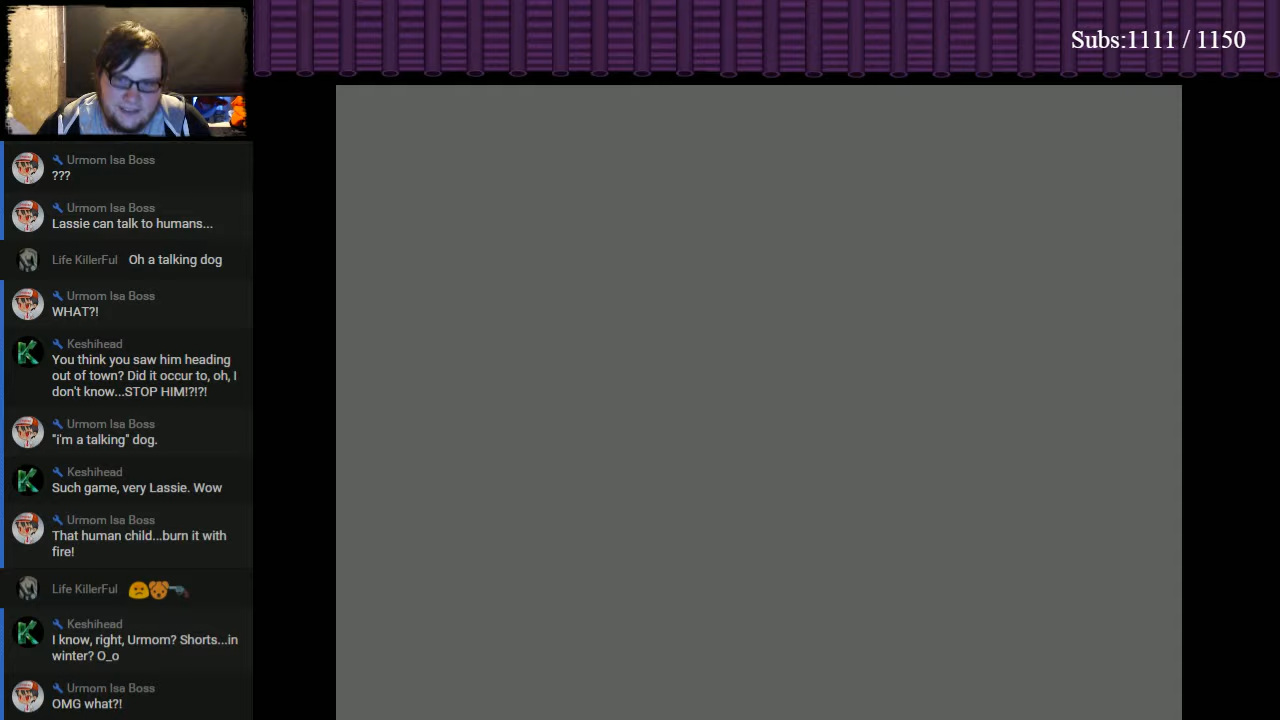 Subs:1111 / 1150
Urmom Isa Boss
???
Urmom Isa Boss
Lassie can talk to humans...
Life KillerFul Oh a talking dog
Urmom Isa Boss
WHAT?!
Keshihead
You think you saw him heading
out of town? Did it occur to, oh, I
don't know...STOP HIM!?!?!
Urmom Isa Boss
"i'm a talking" dog.
Keshihead
Such game, very Lassie. Wow
Urmom Isa Boss
That human child...burn it with
fire!
Life KillerFul
Keshihead
I know, right, Urmom? Shorts...in
winter? O_o
Urmom Isa Boss
OMG what?!